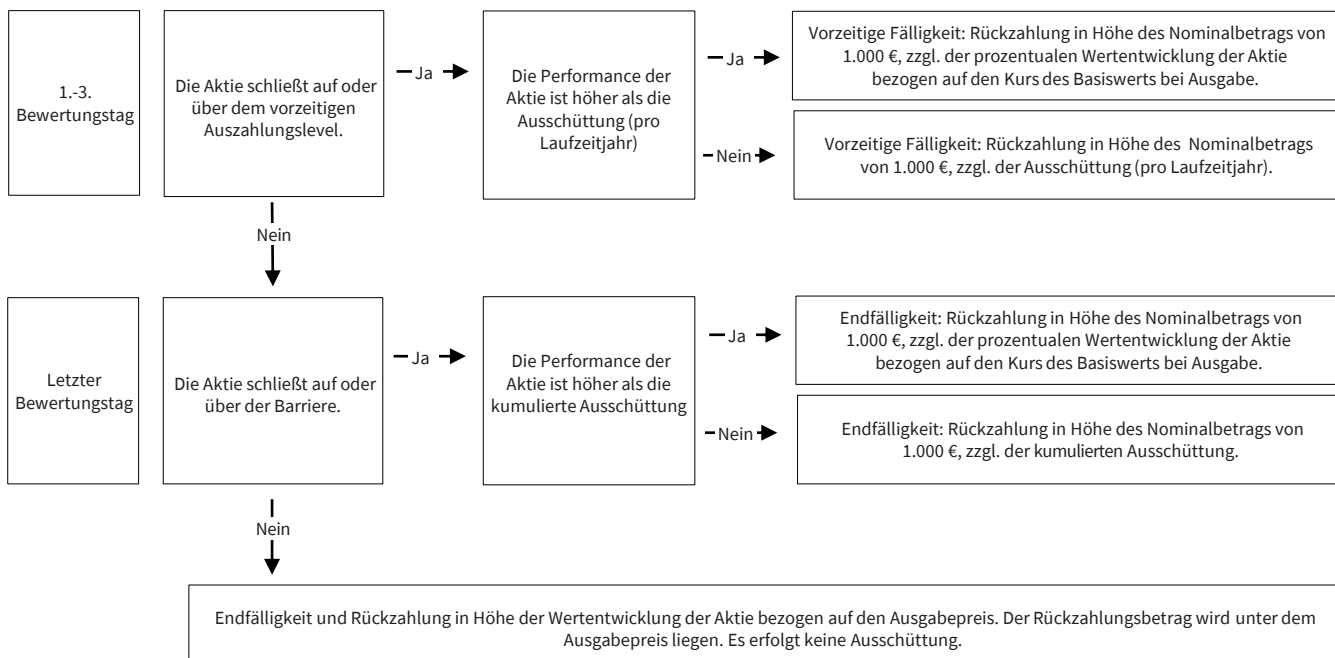 1.-3.
Bewertungstag
Die Aktie schließt auf oder
über dem vorzeitigen
Auszahlungslevel.
Ja
Die Performance der
Aktie ist höher als die
Ausschüttung (pro
Laufzeitjahr)
Ja
Vorzeitige Fälligkeit: Rückzahlung in Höhe des Nominalbetrags von
1.000 €, zzgl. der prozentualen Wertentwicklung der Aktie
bezogen auf den Kurs des Basiswerts bei Ausgabe.
Nein
Vorzeitige Fälligkeit: Rückzahlung in Höhe des Nominalbetrags
von 1.000 €, zzgl. der Ausschüttung (pro Laufzeitjahr).
Nein
Letzter
Bewertungstag
Die Aktie schließt auf oder
über der Barriere.
Ja
Die Performance der
Aktie ist höher als die
kumulierte Ausschüttung
Ja
Endfälligkeit: Rückzahlung in Höhe des Nominalbetrags von
1.000 €, zzgl. der prozentualen Wertentwicklung der Aktie
bezogen auf den Kurs des Basiswerts bei Ausgabe.
Nein
Endfälligkeit: Rückzahlung in Höhe des Nominalbetrags von
1.000 €, zzgl. der kumulierten Ausschüttung.
Nein
Endfälligkeit und Rückzahlung in Höhe der Wertentwicklung der Aktie bezogen auf den Ausgabepreis. Der Rückzahlungsbetrag wird unter dem
Ausgabepreis liegen. Es erfolgt keine Ausschüttung.